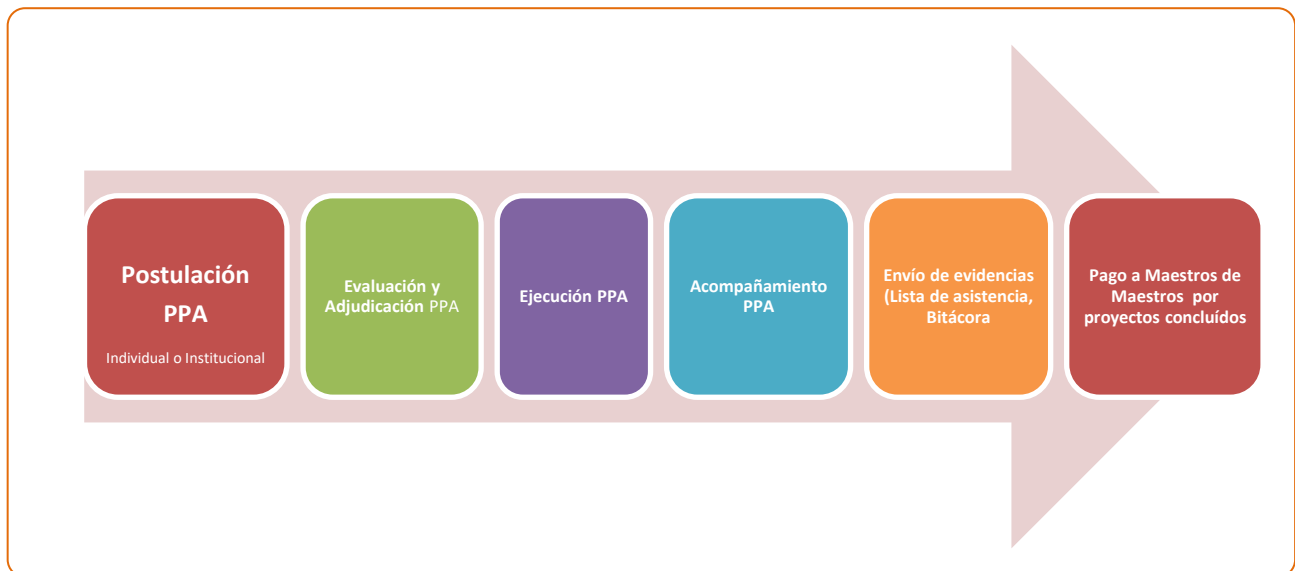 Postulación
PPA
Individual o Institucional
Evaluación y
Adjudicación PPA
Ejecución PPA
Acompañamiento
PPA
Envío de evidencias
(Lista de asistencia,
Bitácora
Pago a Maestros de
Maestros por
proyectos concluídos